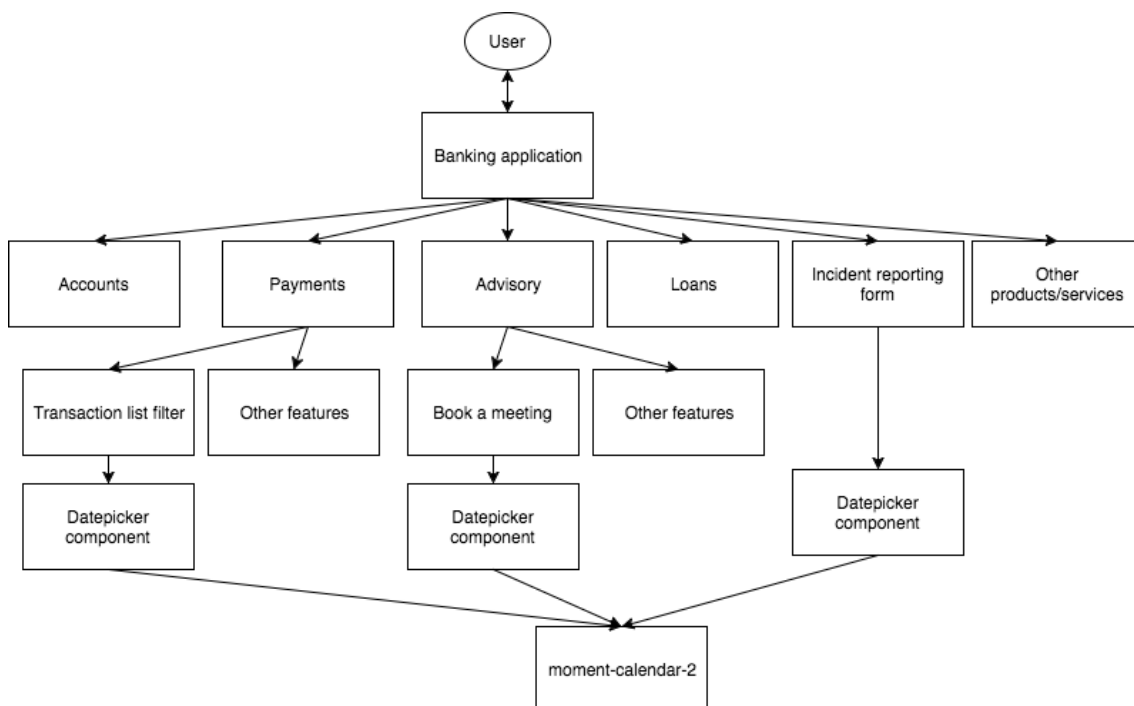 User
Banking application
Accounts
Payments
Advisory
Loans
Incident reporting
form
Other
products/services
Transaction list filter
Other features
Book a meeting
Other features
Datepicker
component
Datepicker
component
Datepicker
component
moment-calendar-2